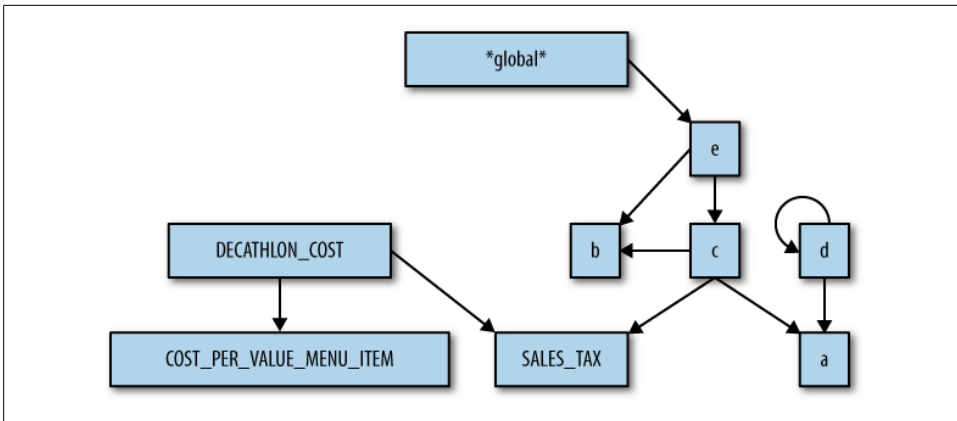 *global*
e
DECATHLON_COST
b
c
d
COST_PER_VALUE_MENU_ITEM
SALES_TAX
a